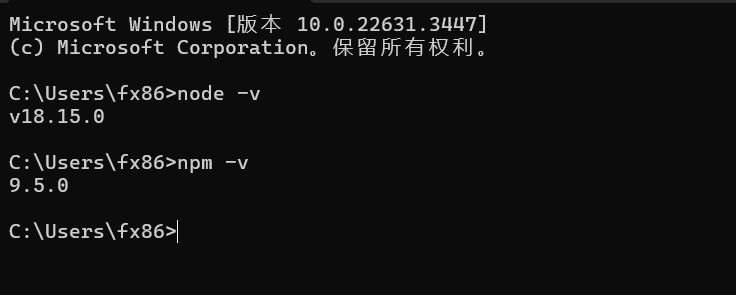 Microsoft Windows [版本 10.0.22631.3447]
(c) Microsoft Corporation。保留所有权利。
C:\Users\fx86>node -v
v18.15.0
C:\Users\fx86>npm -v
9.5.0
C:\Users\fx86>